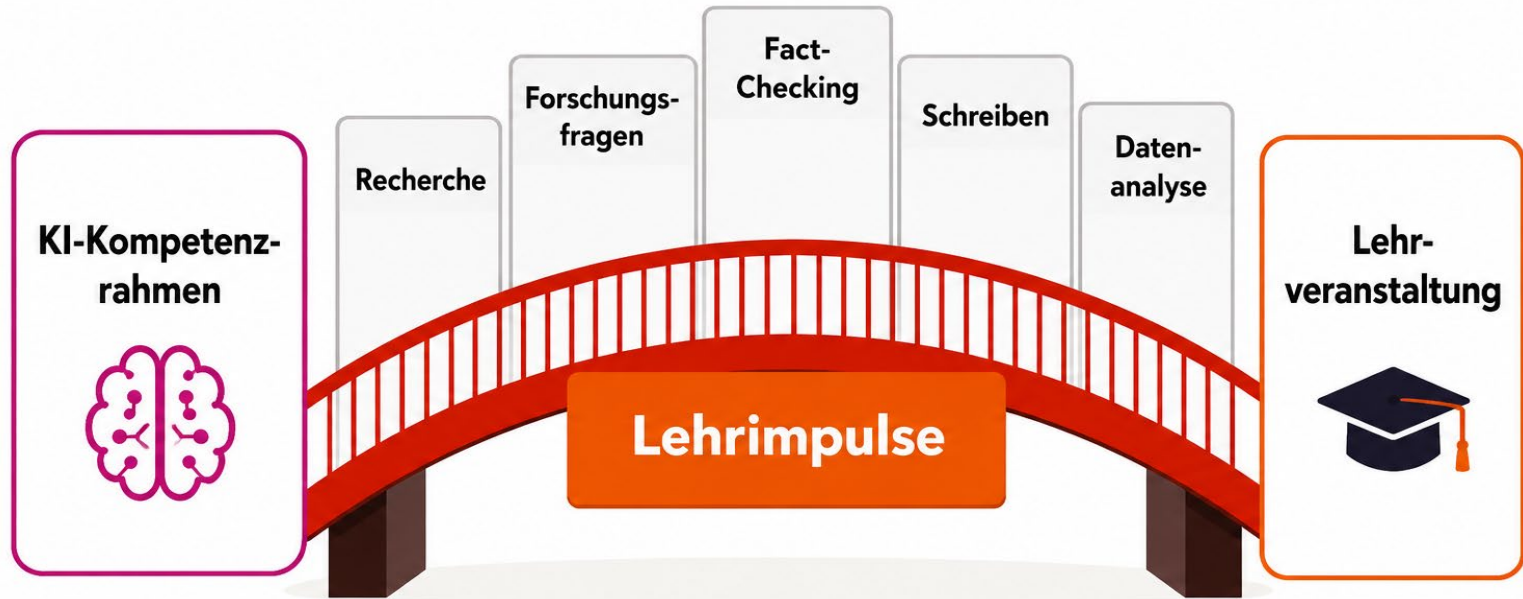 KI-Kompetenz-
rahmen
Recherche
Forschungs-
fragen
Fact-
Checking
Schreiben
Daten-
analyse
Lehr-
veranstaltung
Lehrimpulse